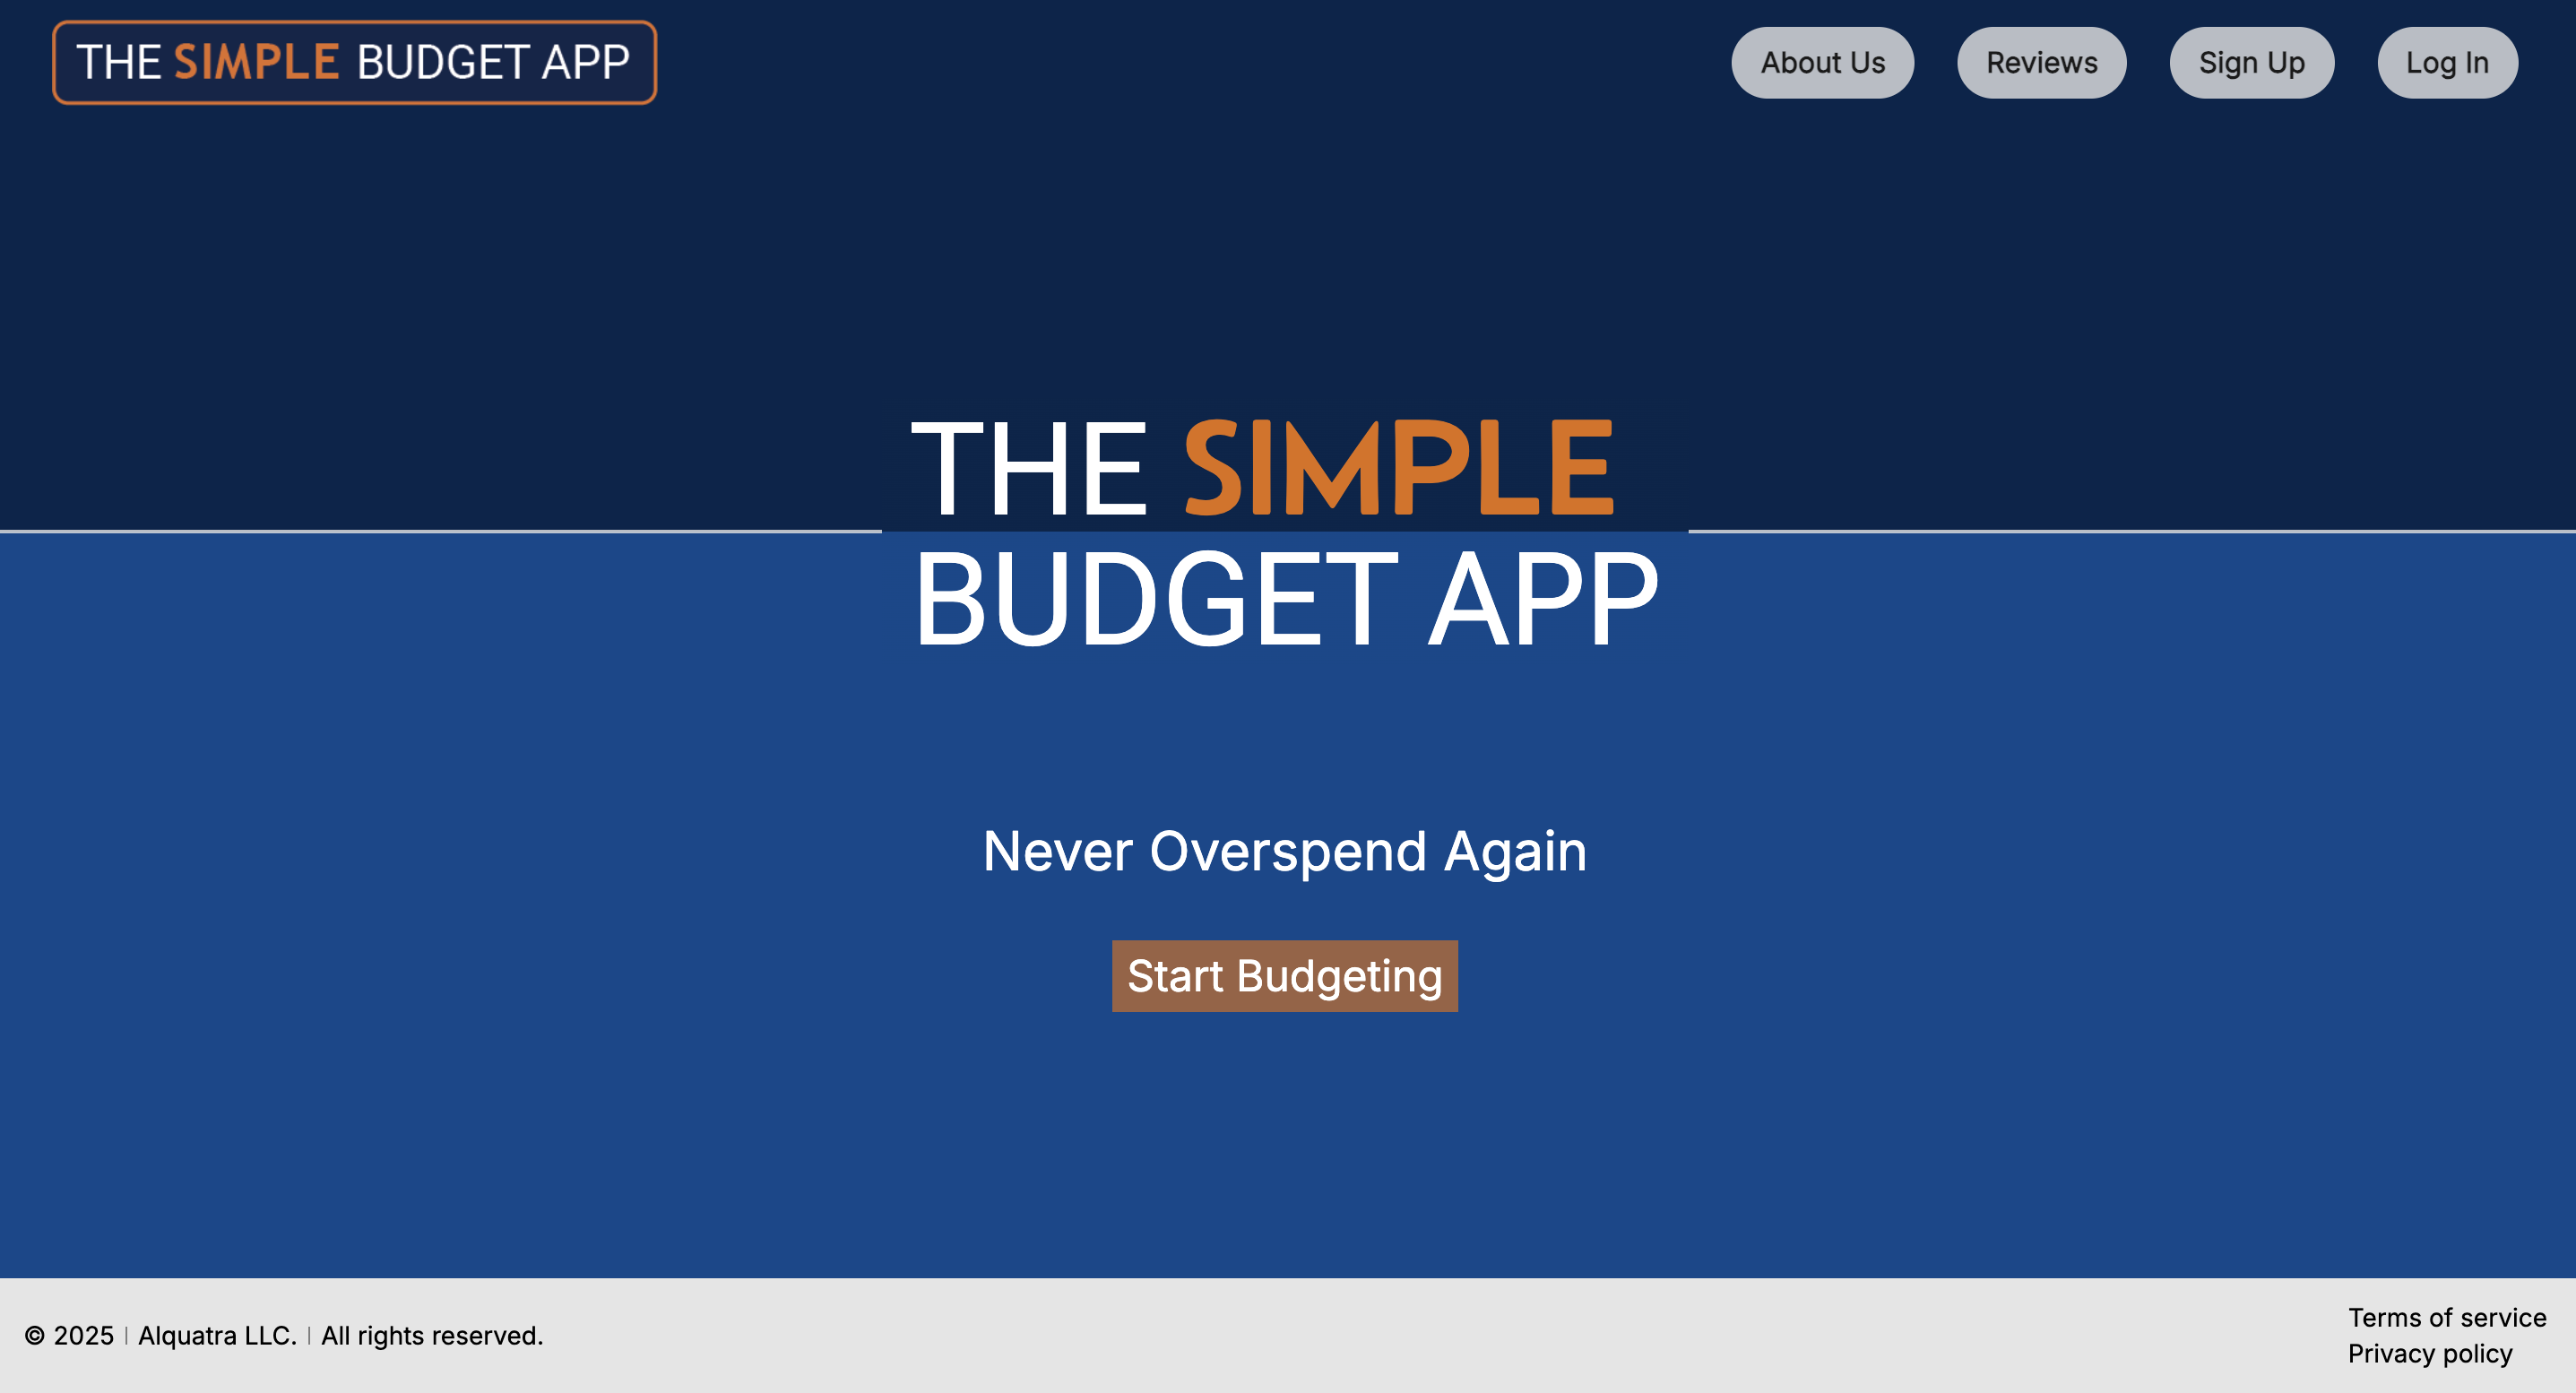 THE SIMPLE BUDGET APP
About Us
Reviews
Sign Up
Log In
THE SIMPLE
BUDGET APP
Never Overspend Again
Start Budgeting
© 2025 | Alquatra LLC. | All rights reserved.
Terms of service
Privacy policy